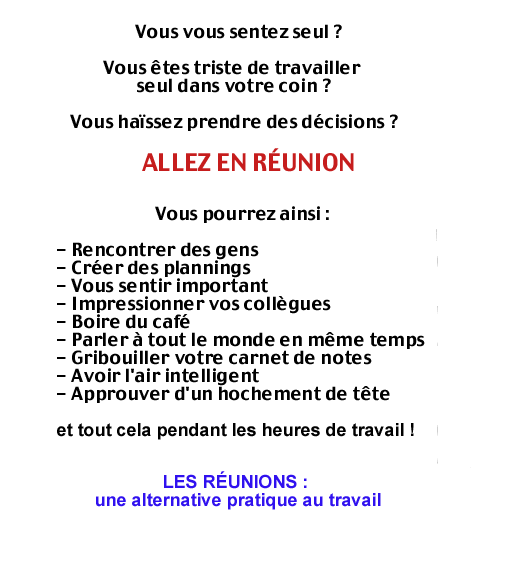 Vous vous sentez seul ?
Vous êtes triste de travailler
seul dans votre coin ?
Vous haïssez prendre des décisions ?
ALLEZ EN RÉUNION
Vous pourrez ainsi :
– Rencontrer des gens
– Créer des plannings
– Vous sentir important
– Impressionner vos collègues
– Boire du café
– Parler à tout le monde en même temps
– Gribouiller votre carnet de notes
– Avoir l'air intelligent
– Approuver d'un hochement de tête
et tout cela pendant les heures de travail !
LES RÉUNIONS :
une alternative pratique au travail